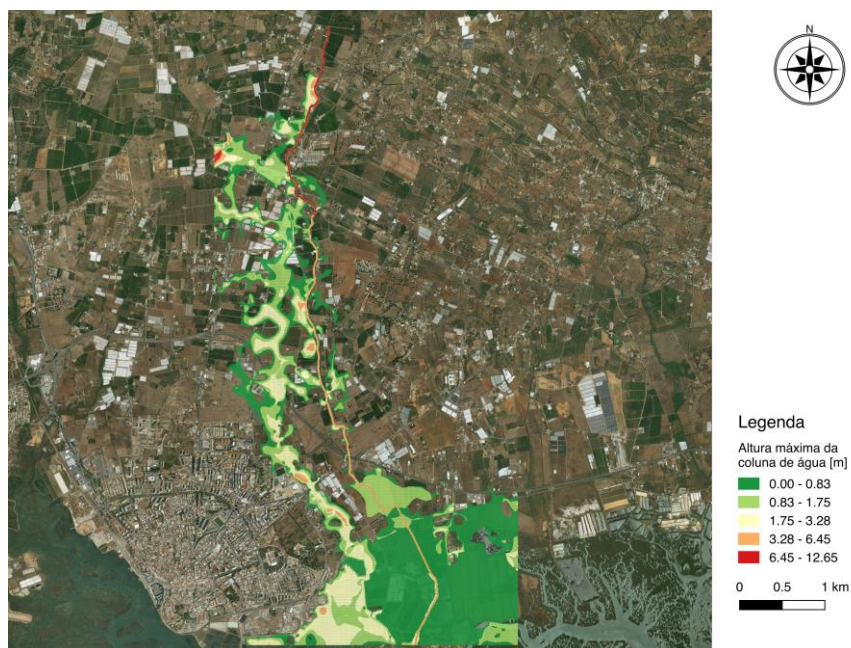 N
Legenda
Altura máxima da
coluna de água [m]
0.00 - 0.83
0.83 - 1.75
1.75 - 3.28
3.28 - 6.45
6.45 - 12.65
0 0.5 1 km